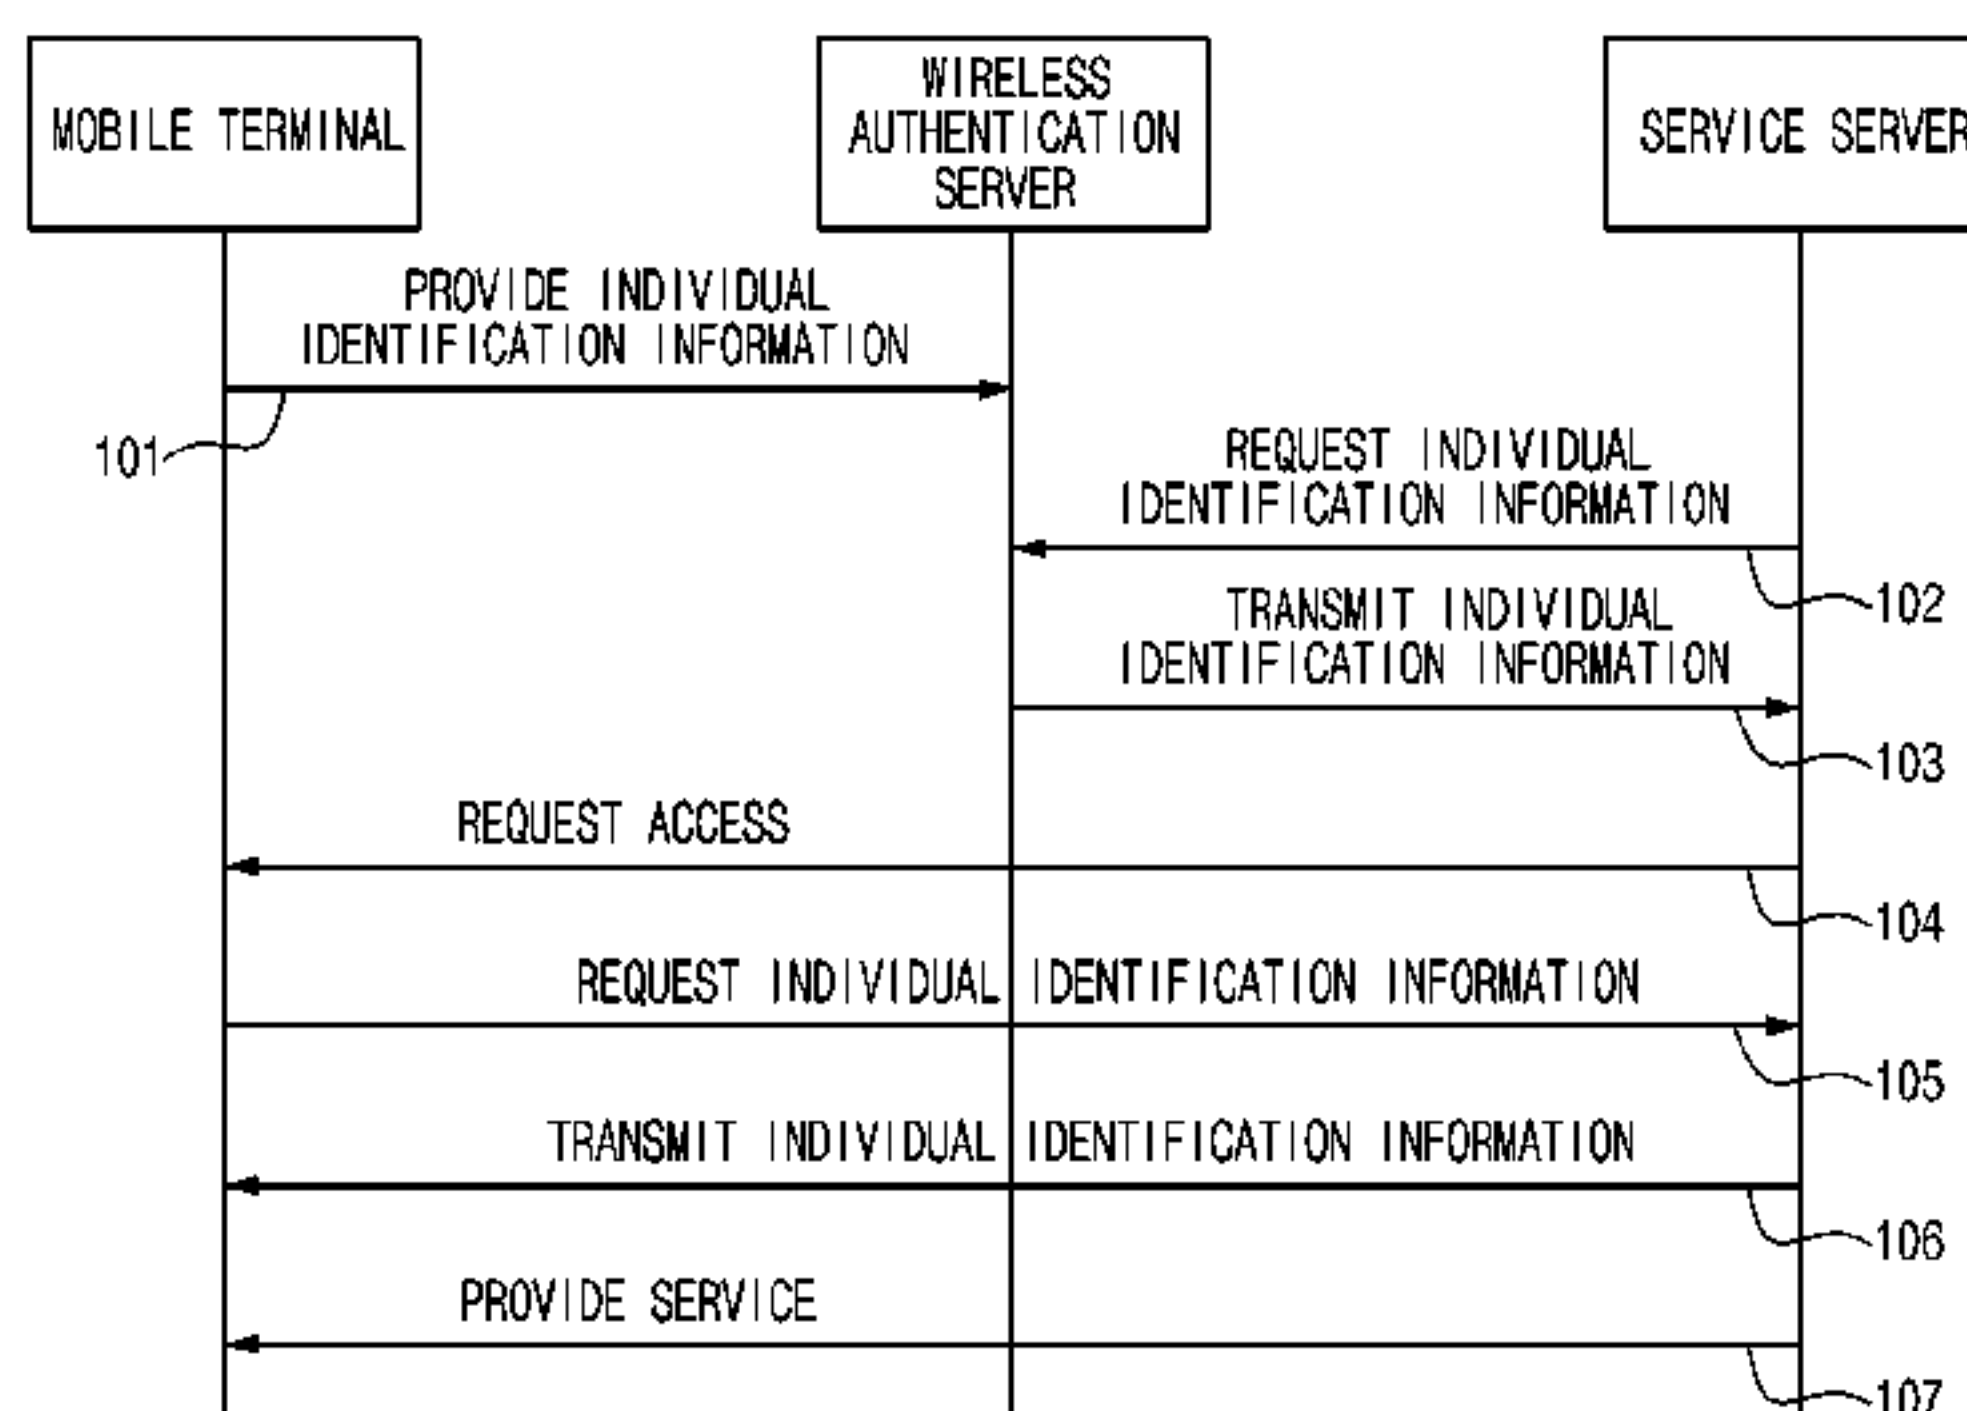 MOBILE TERMINAL
WIRELESS
AUTHENTICATION
SERVER
SERVICE SERVER
PROVIDE INDIVIDUAL
IDENTIFICATION INFORMATION
101
REQUEST INDIVIDUAL
IDENTIFICATION INFORMATION
102
TRANSMIT INDIVIDUAL
IDENTIFICATION INFORMATION
103
REQUEST ACCESS
104
REQUEST INDIVIDUAL IDENTIFICATION INFORMATION
105
TRANSMIT INDIVIDUAL IDENTIFICATION INFORMATION
106
PROVIDE SERVICE
107